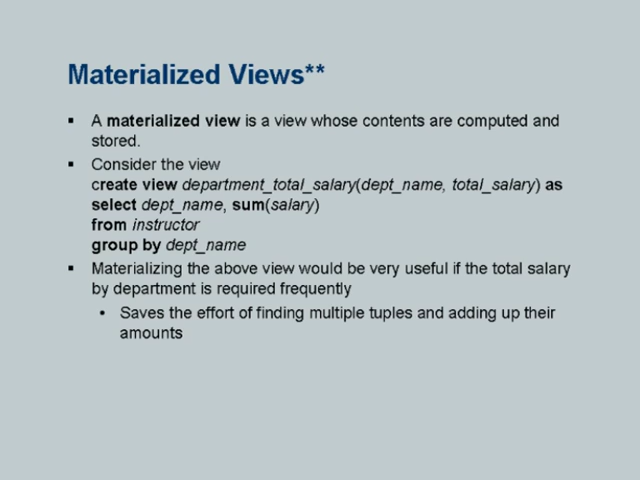 Materialized Views**
▪ A materialized view is a view whose contents are computed and
stored.
▪ Consider the view
create view department_total_salary(dept_name, total_salary) as
select dept_name, sum(salary)
from instructor
group by dept_name
▪ Materializing the above view would be very useful if the total salary
by department is required frequently
• Saves the effort of finding multiple tuples and adding up their
amounts